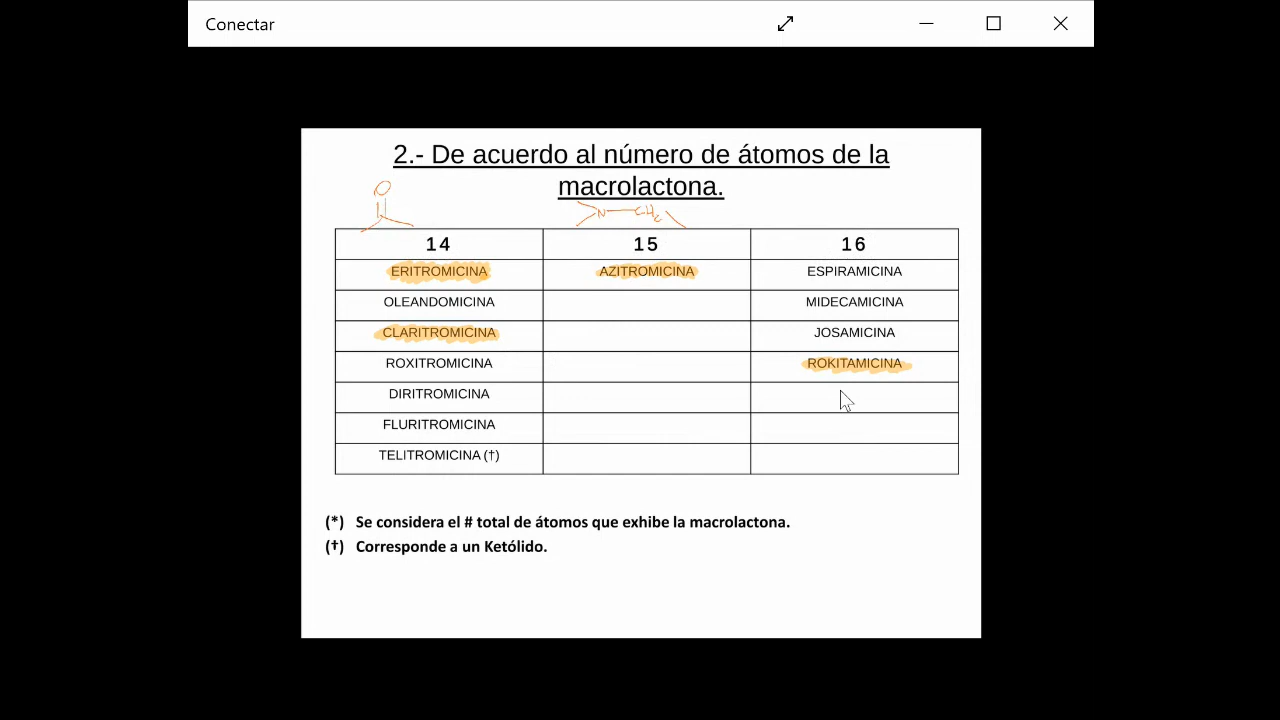 Conectar
2.- De acuerdo al número de átomos de la
macrolactona.
O
N-CH
14 15 16
ERITROMICINA AZITROMICINA ESPIRAMICINA
OLEANDOMICINA MIDECAMICINA
CLARITROMICINA JOSAMICINA
ROXITROMICINA ROKITAMICINA
DIRITROMICINA
FLURITROMICINA
TELITROMICINA (†)
(*) Se considera el # total de átomos que exhibe la macrolactona.
(†) Corresponde a un Ketólido.